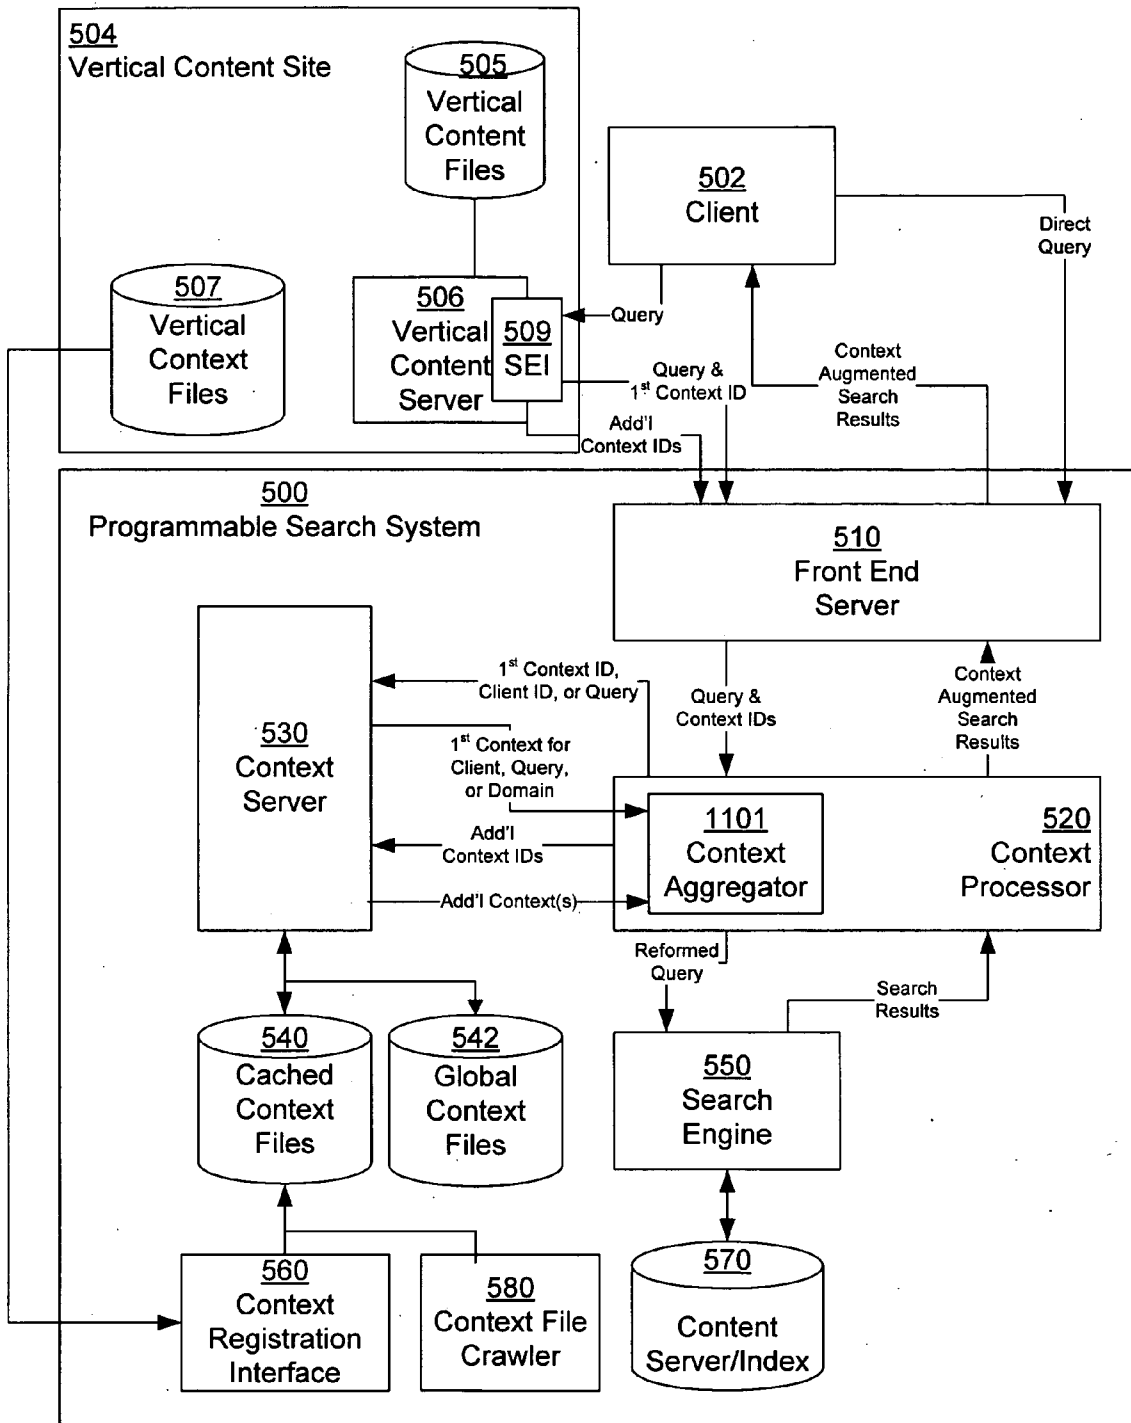 504
Vertical Content Site
505
Vertical
Content
Files
502
Client
Direct
Query
507
Vertical
Context
Files
506
Vertical
Content
Server
509
SEI
Query
Query &
1st Context ID
Add'l
Context IDs
Context
Augmented
Search
Results
500
Programmable Search System
510
Front End
Server
530
Context
Server
1st Context ID,
Client ID, or Query
1st Context for
Client, Query,
or Domain
Add'l
Context IDs
Add'l Context(s)
Query &
Context IDs
Context
Augmented
Search
Results
1101
Context
Aggregator
520
Context
Processor
Reformed
Query
Search
Results
540
Cached
Context
Files
542
Global
Context
Files
550
Search
Engine
560
Context
Registration
Interface
580
Context File
Crawler
570
Content
Server/Index